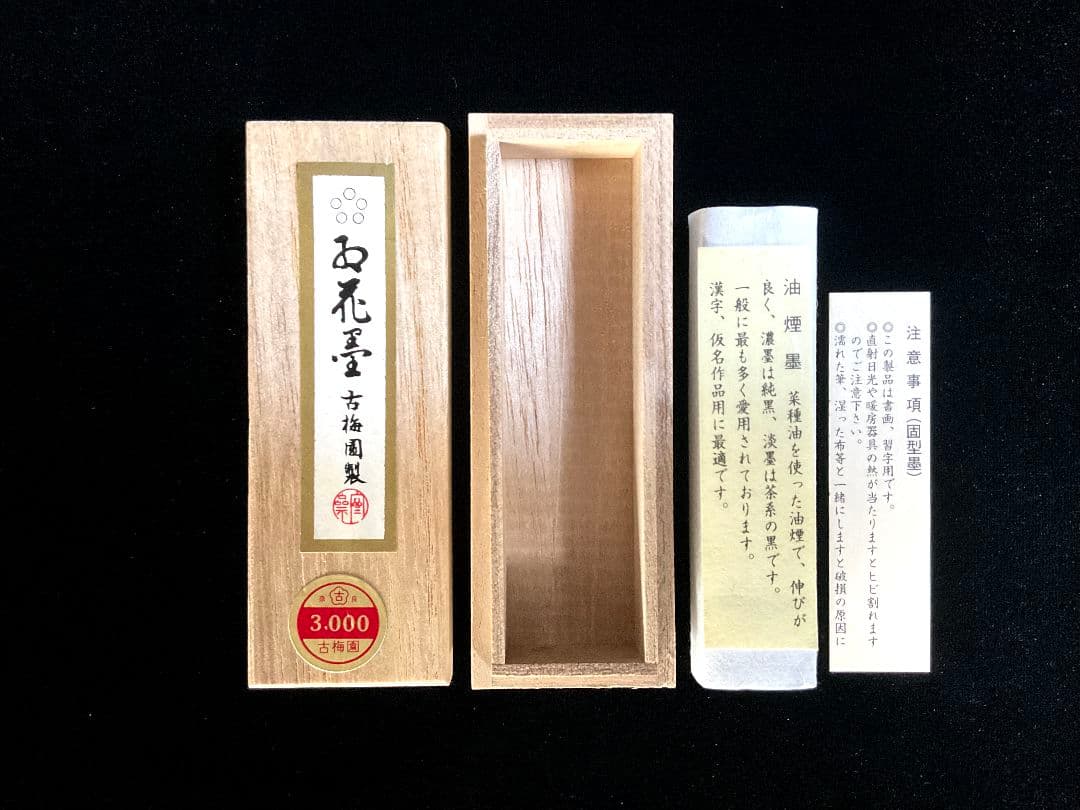 紅花墨 古梅園製
奈 古 良
3.000
古梅園
油煙墨 菜種油を使った油煙で、伸びが
良く、濃墨は純黒、淡墨は茶系の黒です。
一般に最も多く愛用されております。
漢字、仮名作品用に最適です。
注意事項(固型墨)
◎この製品は書画、習字用です。
◎直射日光や暖房器具の熱が当たりますとヒビ割れます
のでご注意下さい。
◎濡れた筆、湿った布等と一緒にしますと破損の原因に